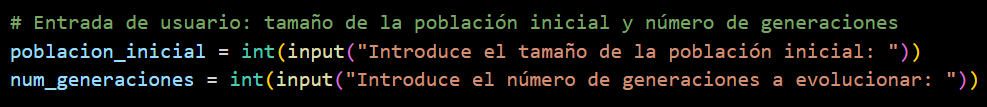 # Entrada de usuario: tamaño de la población inicial y número de generaciones
poblacion_inicial = int(input("Introduce el tamaño de la población inicial: "))
num_generaciones = int(input("Introduce el número de generaciones a evolucionar: "))